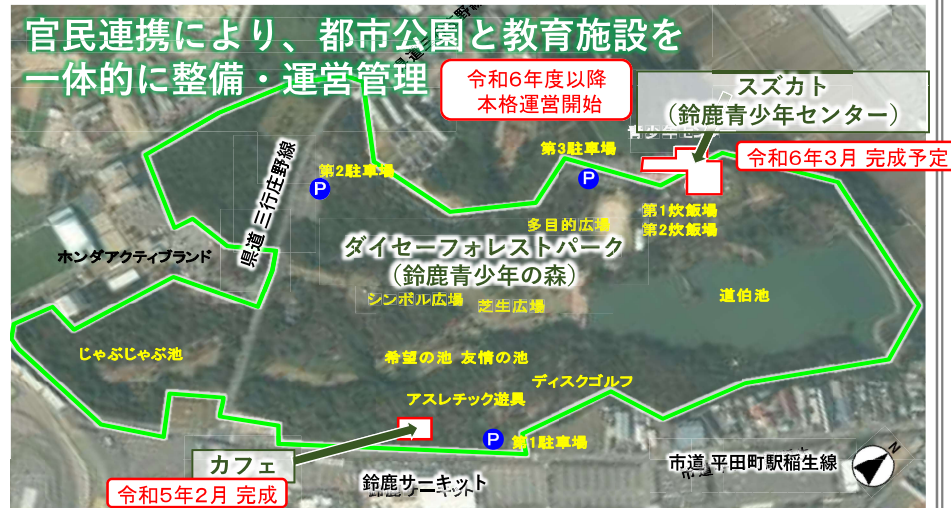 官民連携により、都市公園と教育施設を
一体的に整備・運営管理
令和6年度以降
本格運営開始
スズカト
(鈴鹿青少年センター)
令和6年3月 完成予定
第3駐車場
第2駐車場
P
P
第1炊飯場
第2炊飯場
県道 三行庄野線
多目的広場
ホンダアクティブランド
ダイセーフォレストパーク
(鈴鹿青少年の森)
シンボル広場
芝生広場
道伯池
じゃぶじゃぶ池
希望の池 友情の池
ディスクゴルフ
アスレチック遊具
P
第1駐車場
カフェ
令和5年2月 完成
鈴鹿サーキット
市道 平田町駅稲生線
N